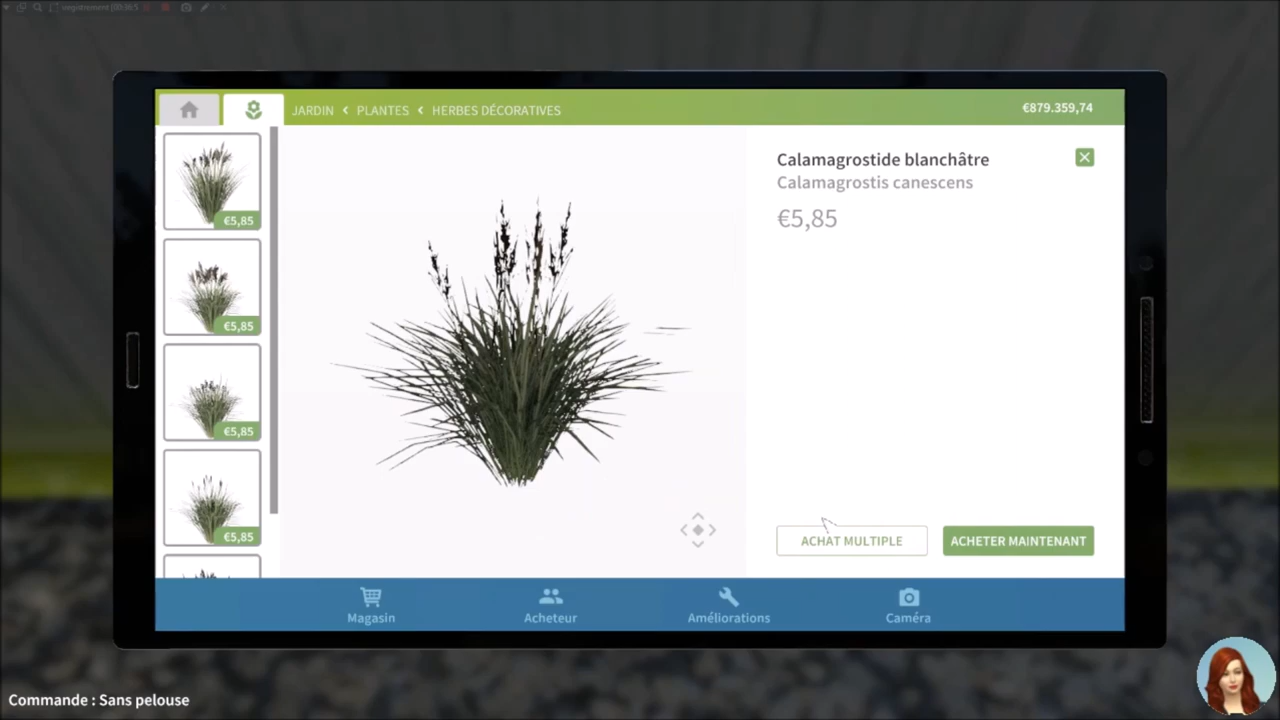 JARDIN < PLANTES < HERBES DÉCORATIVES
€879.359,74
Calamagrostide blanchâtre
Calamagrostis canescens
€5,85
€5,85
€5,85
€5,85
€5,85
ACHAT MULTIPLE
ACHETER MAINTENANT
Magasin
Acheteur
Améliorations
Caméra
Commande : Sans pelouse